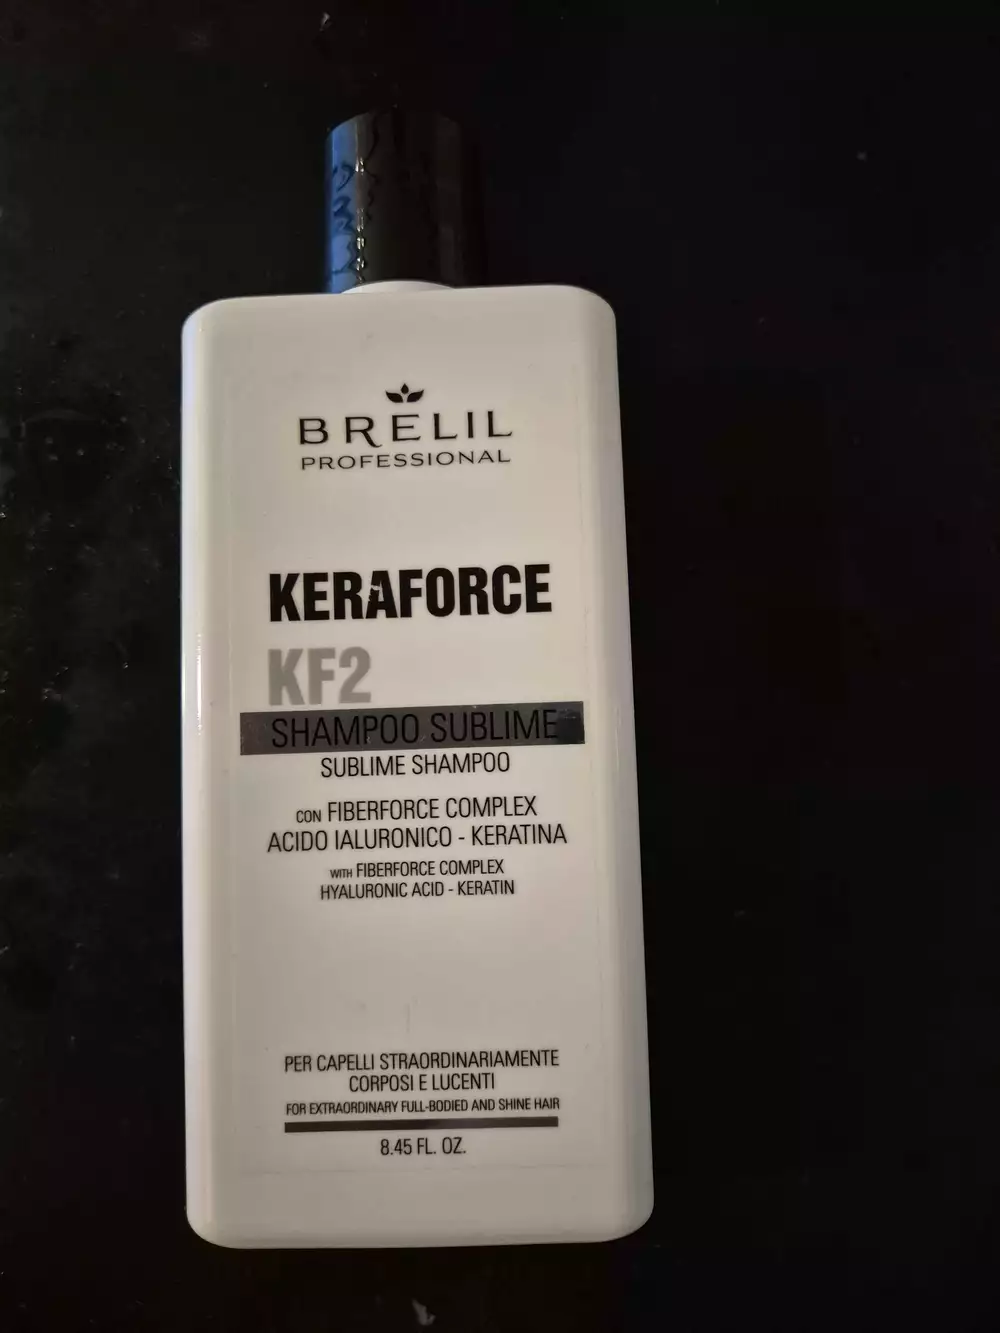 BRELIL
PROFESSIONAL
KERAFORCE
KF2
SHAMPOO SUBLIME
SUBLIME SHAMPOO
CON FIBERFORCE COMPLEX
ACIDO IALURONICO - KERATINA
WITH FIBERFORCE COMPLEX
HYALURONIC ACID - KERATIN
PER CAPELLI STRAORDINARIAMENTE
CORPOSI E LUCENTI
FOR EXTRAORDINARY FULL-BODIED AND SHINE HAIR
8.45 FL. OZ.